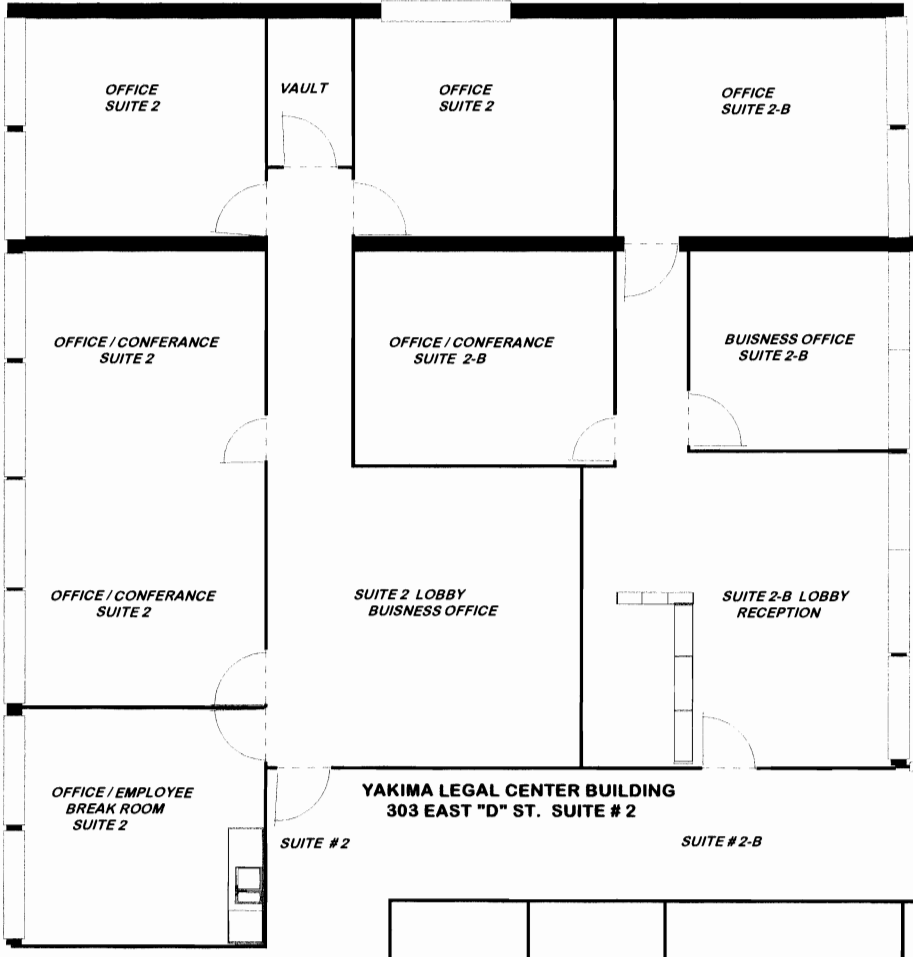 OFFICE
SUITE 2
VAULT
OFFICE
SUITE 2
OFFICE
SUITE 2-B
OFFICE / CONFERANCE
SUITE 2
OFFICE / CONFERANCE
SUITE 2-B
BUISNESS OFFICE
SUITE 2-B
OFFICE / CONFERANCE
SUITE 2
SUITE 2 LOBBY
BUISNESS OFFICE
SUITE 2-B LOBBY
RECEPTION
OFFICE / EMPLOYEE
BREAK ROOM
SUITE 2
YAKIMA LEGAL CENTER BUILDING
303 EAST "D" ST. SUITE # 2
SUITE # 2
SUITE # 2-B